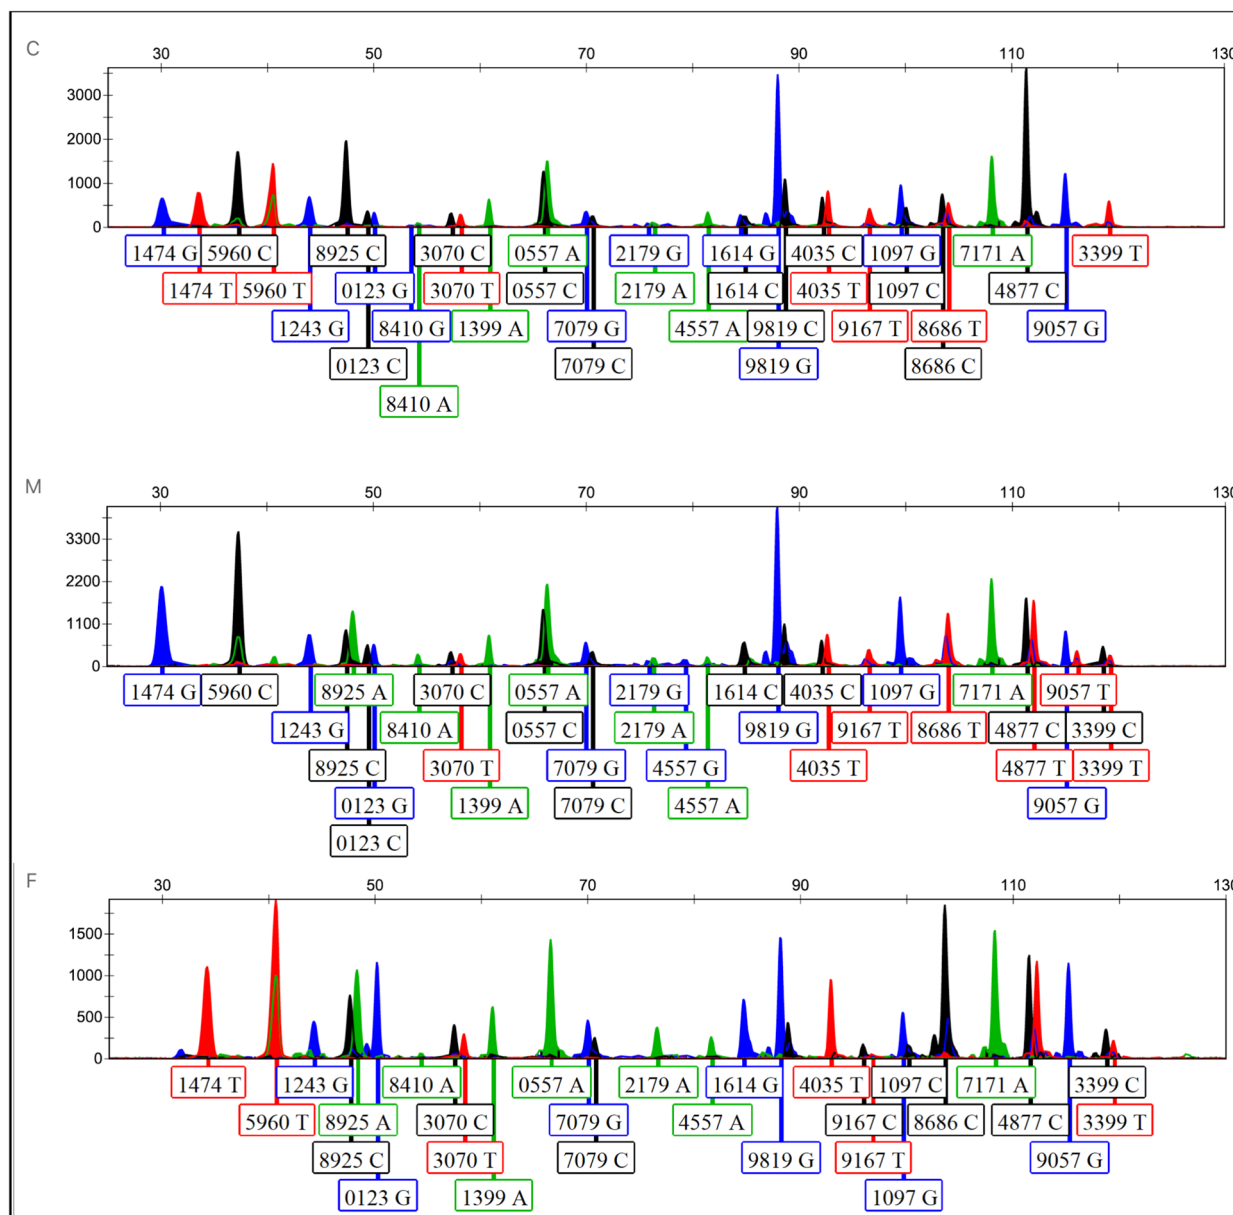 C
30 50 70 90 110 130
3000
2000
1000
0
1474 G 5960 C 8925 C 3070 C 0557 A 2179 G 1614 G 4035 C 1097 G 7171 A 3399 T
1474 T 5960 T 0123 G 3070 T 0557 C 2179 A 1614 C 4035 T 1097 C 4877 C
1243 G 8410 G 1399 A 7079 G 4557 A 9819 C 9167 T 8686 T 9057 G
0123 C 7079 C 9819 G 8686 C
8410 A
M
30 50 70 90 110 130
3300
2200
1100
0
1474 G 5960 C 8925 A 3070 C 0557 A 2179 G 1614 C 4035 C 1097 G 7171 A 9057 T
1243 G 8410 A 0557 C 2179 A 9819 G 9167 T 8686 T 4877 C 3399 C
8925 C 3070 T 7079 G 4557 G 4035 T 4877 T 3399 T
0123 G 1399 A 7079 C 4557 A 9057 G
0123 C
F
30 50 70 90 110 130
1500
1000
500
0
1474 T 1243 G 8410 A 0557 A 2179 A 1614 G 4035 T 1097 C 7171 A 3399 C
5960 T 8925 A 3070 C 7079 G 4557 A 9167 C 8686 C 4877 C 3399 T
8925 C 3070 T 7079 C 9819 G 9167 T 9057 G
0123 G 1399 A 1097 G